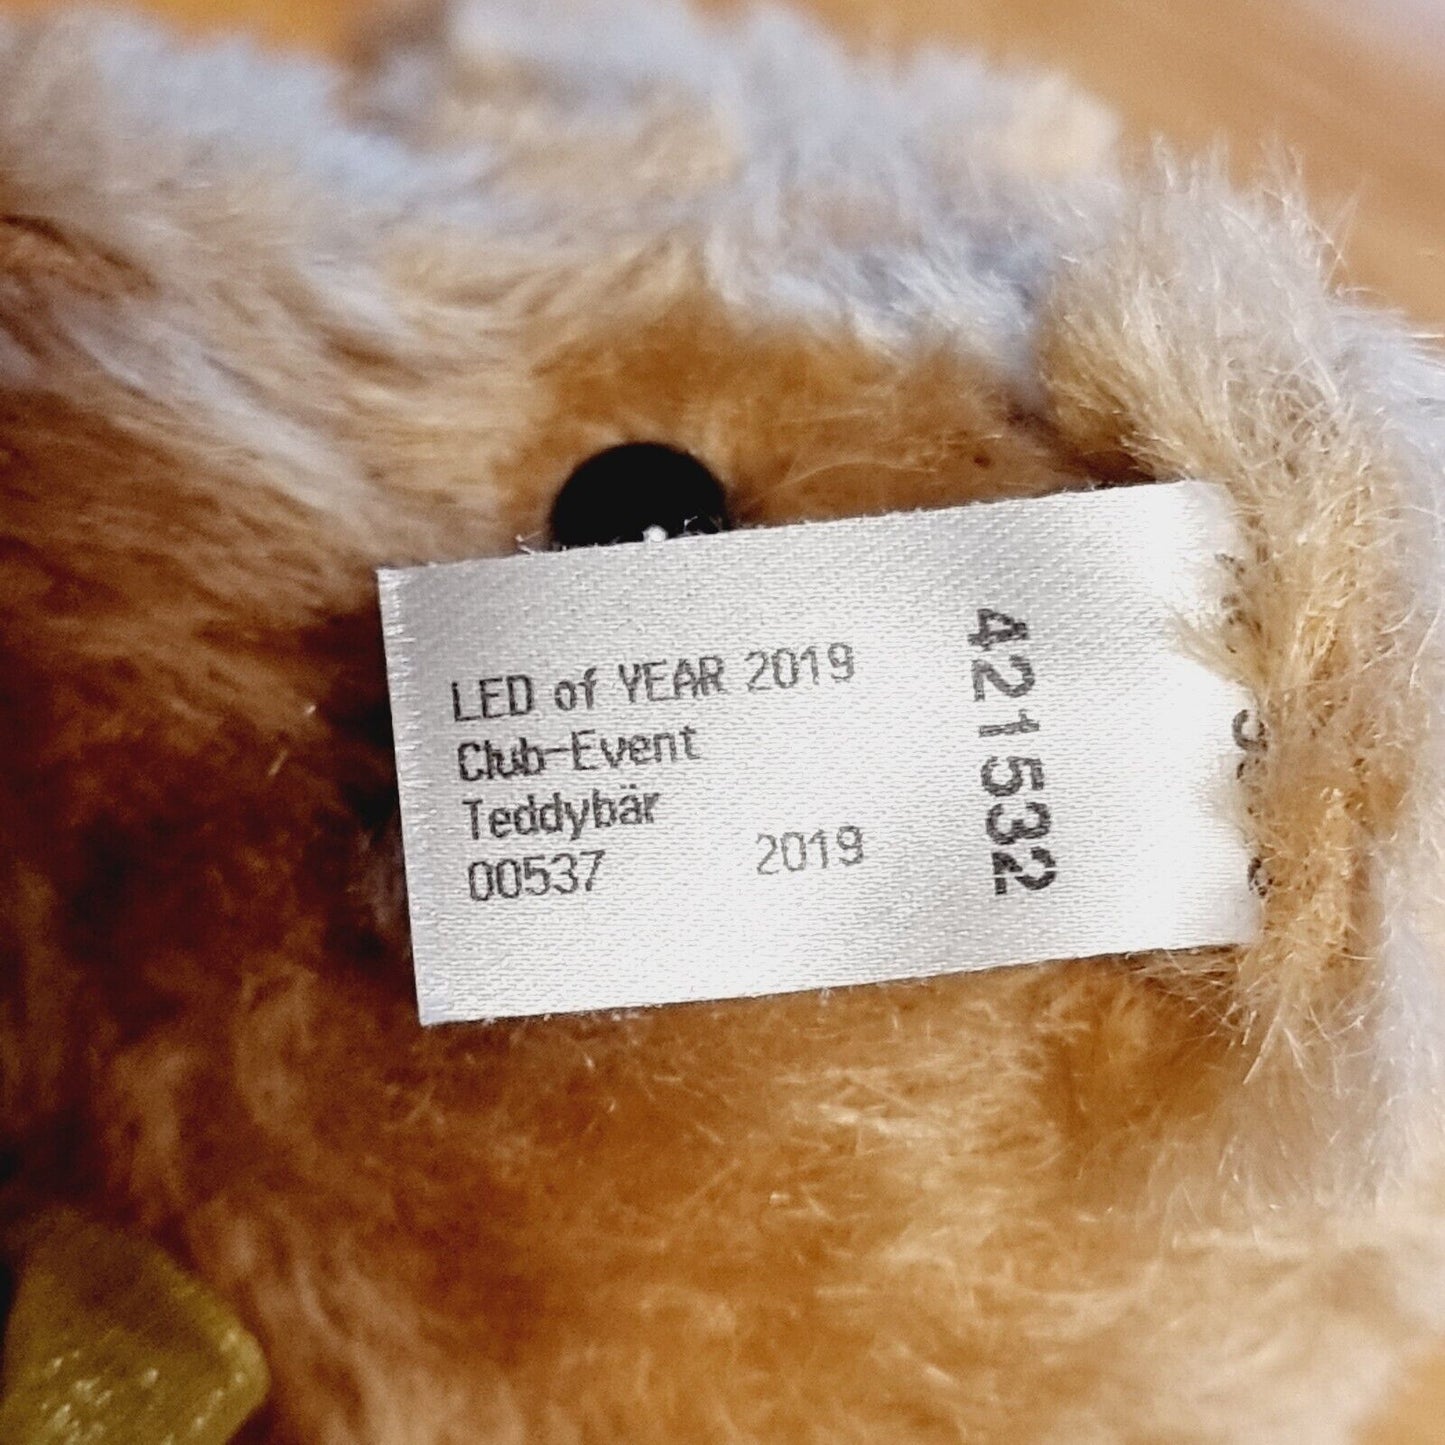 LED of YEAR 2019
Club-Event
Teddybär
00537 2019
421532